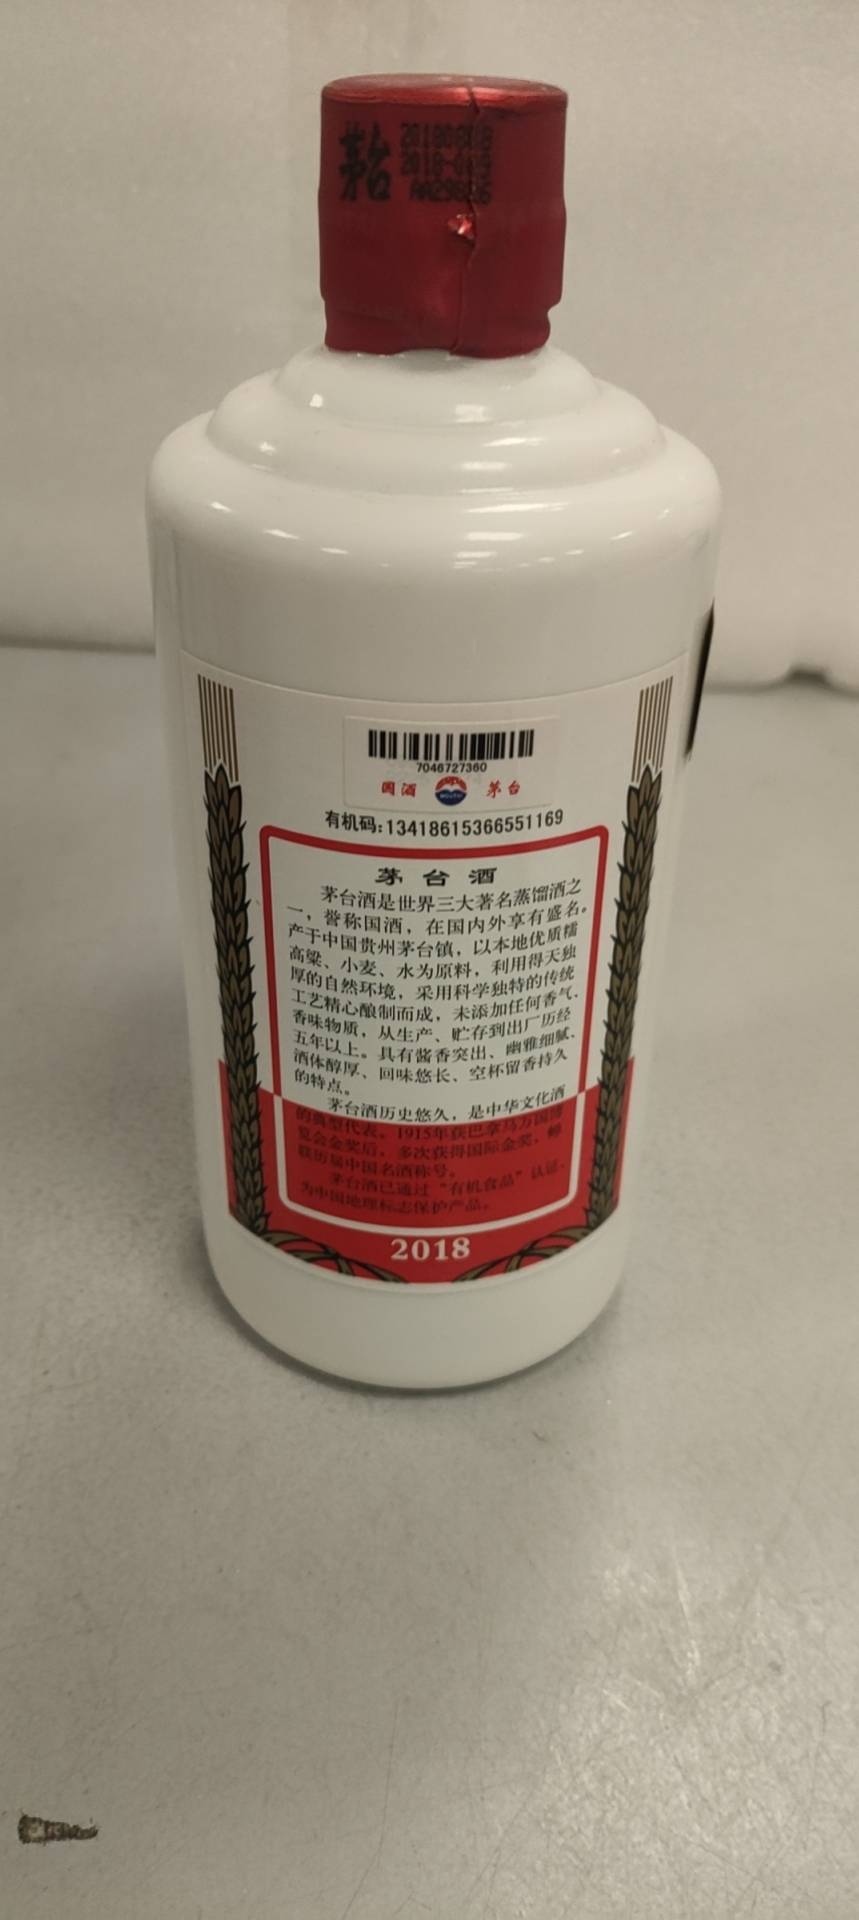 茅台
7046727360
国酒
MOUTAI
茅台
有机码:13418615366551169
茅台酒
茅台酒是世界三大著名蒸馏酒之
一，誉称国酒，在国内外享有盛名。
产于中国贵州茅台镇，以本地优质糯
高粱、小麦、水为原料，利用得天独
厚的自然环境，采用科学独特的传统
工艺精心酿制而成，未添加任何香气、
香味物质，从生产、贮存到出厂历经
五年以上。具有酱香突出、幽雅细腻、
酒体醇厚、回味悠长、空杯留香持久
的特点。
茅台酒历史悠久，是中华文化酒
的典型代表。1915年获巴拿马万国博
览会金奖后，多次获得国际金奖，蝉
联历届中国名酒称号。
茅台酒已通过“有机食品”认证，
为中国地理标志保护产品。
2018